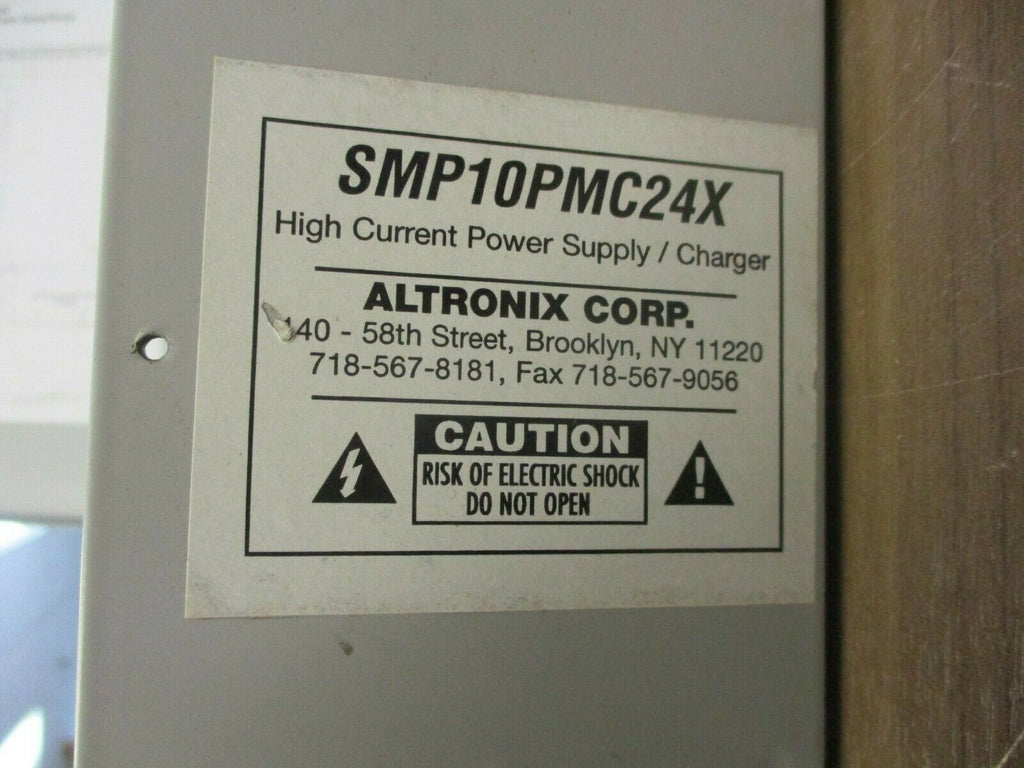 SMP10PMC24X
High Current Power Supply / Charger
ALTRONIX CORP.
140 - 58th Street, Brooklyn, NY 11220
718-567-8181, Fax 718-567-9056
CAUTION
RISK OF ELECTRIC SHOCK
DO NOT OPEN